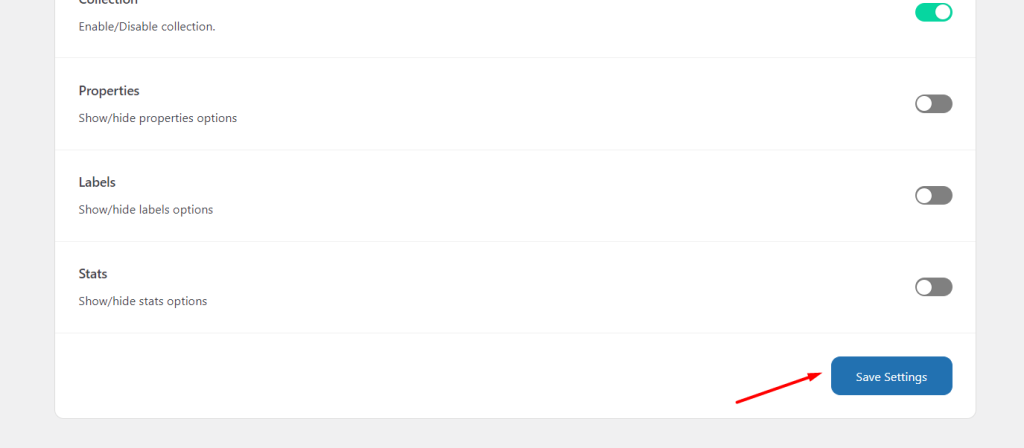 Collection
Enable/Disable collection.
Properties
Show/hide properties options
Labels
Show/hide labels options
Stats
Show/hide stats options
Save Settings